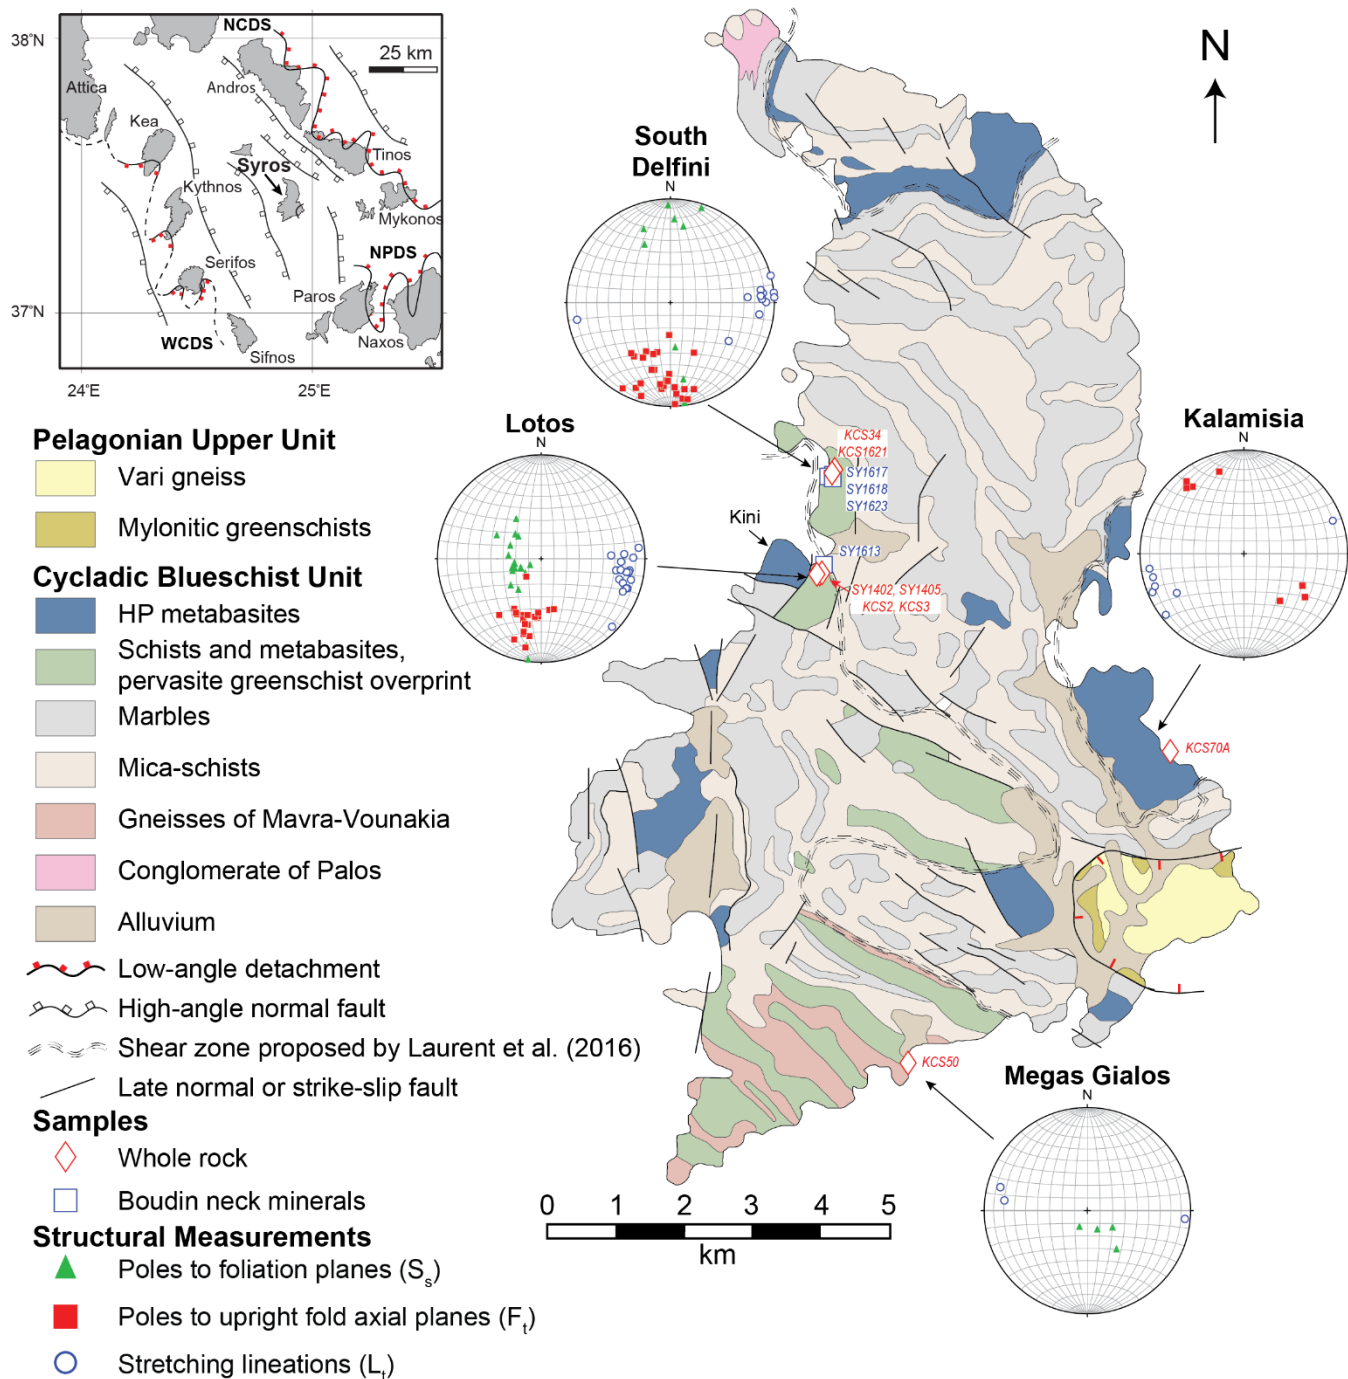 NCDS
38°N
25 km
Attica
Andros
Kea
Tinos
Syros
Kythnos
Mykonos
Serifos
NPDS
Paros
37°N
Naxos
WCDS
Sifnos
24°E
25°E
N
South
Delfini
N
Lotos
N
Kalamisia
N
KCS34
KCS1621
SY1617
SY1618
SY1623
Kini
SY1613
SY1402, SY1405,
KCS2, KCS3
KCS70A
KCS50
Megas Gialos
N
Pelagonian Upper Unit
Vari gneiss
Mylonitic greenschists
Cycladic Blueschist Unit
HP metabasites
Schists and metabasites,
pervasite greenschist overprint
Marbles
Mica-schists
Gneisses of Mavra-Vounakia
Conglomerate of Palos
Alluvium
Low-angle detachment
High-angle normal fault
Shear zone proposed by Laurent et al. (2016)
Late normal or strike-slip fault
Samples
Whole rock
Boudin neck minerals
Structural Measurements
Poles to foliation planes (Ss)
Poles to upright fold axial planes (Ft)
Stretching lineations (Lt)
0 1 2 3 4 5
km